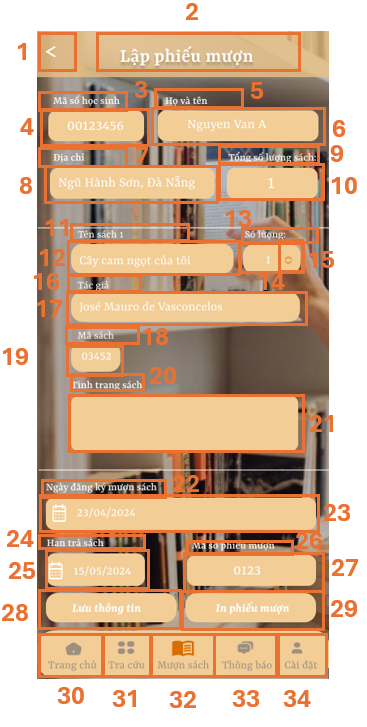 2
1 < Lập phiếu mượn
3 Mã số học sinh Họ và tên 5
4 00123456 Nguyen Van A 6
Địa chỉ 7 Tổng số lượng sách: 9
8 Ngũ Hành Sơn, Đà Nẵng 1 10
11 Tên sách 1 13 Số lượng:
12 Cây cam ngọt của tôi 1 15
16 Tác giả 14
17 José Mauro de Vasconcelos
Mã sách 18
19 03452
Tình trạng sách 20
21
Ngày đăng ký mượn sách 22
23/04/2024 23
24 Hạn trả sách Mã số phiếu mượn 26
25 15/05/2024 0123 27
28 Lưu thông tin In phiếu mượn 29
Trang chủ Tra cứu Mượn sách Thông báo Cài đặt
30 31 32 33 34